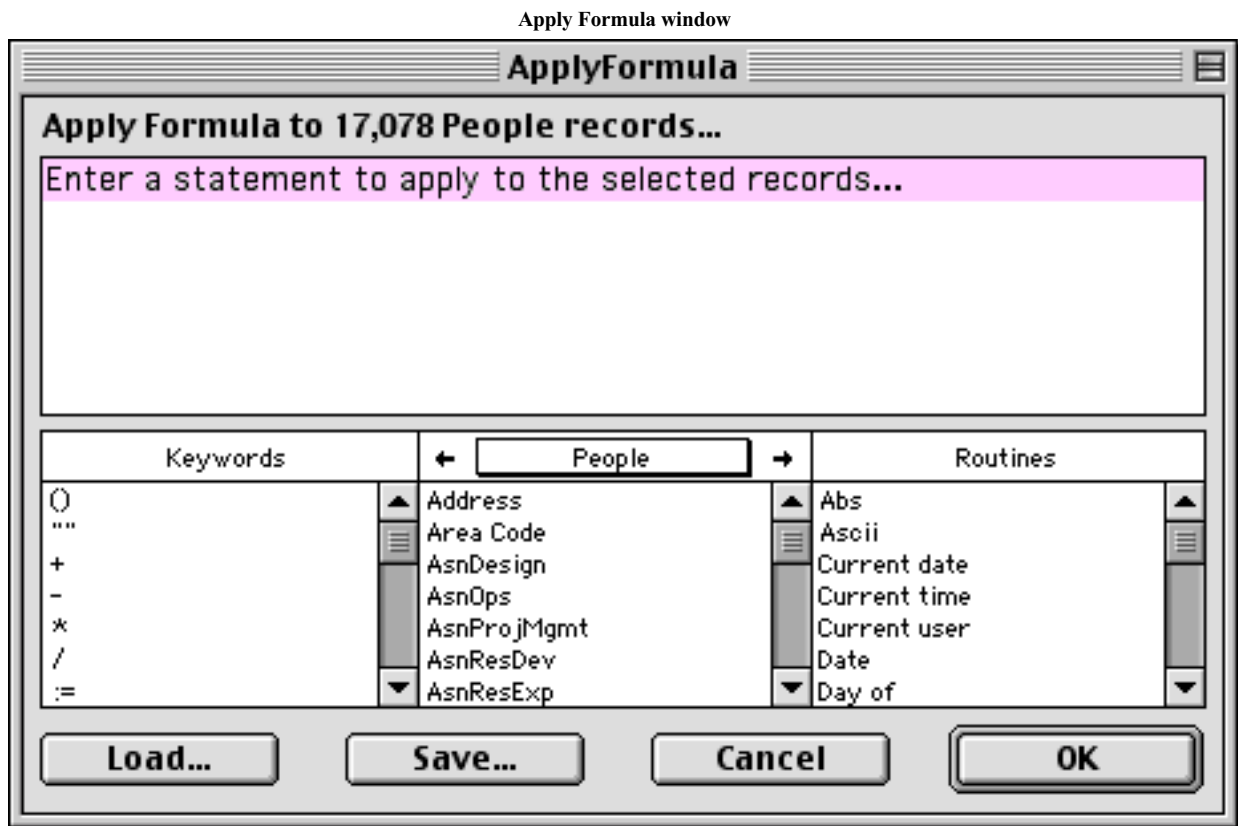 Apply Formula window
ApplyFormula
Apply Formula to 17,078 People records...
Enter a statement to apply to the selected records...
Keywords
()
""
+
-
*
/
:=
← People →
Address
Area Code
AsnDesign
AsnOps
AsnProjMgmt
AsnResDev
AsnResExp
Routines
Abs
Ascii
Current date
Current time
Current user
Date
Day of
Load... Save... Cancel OK